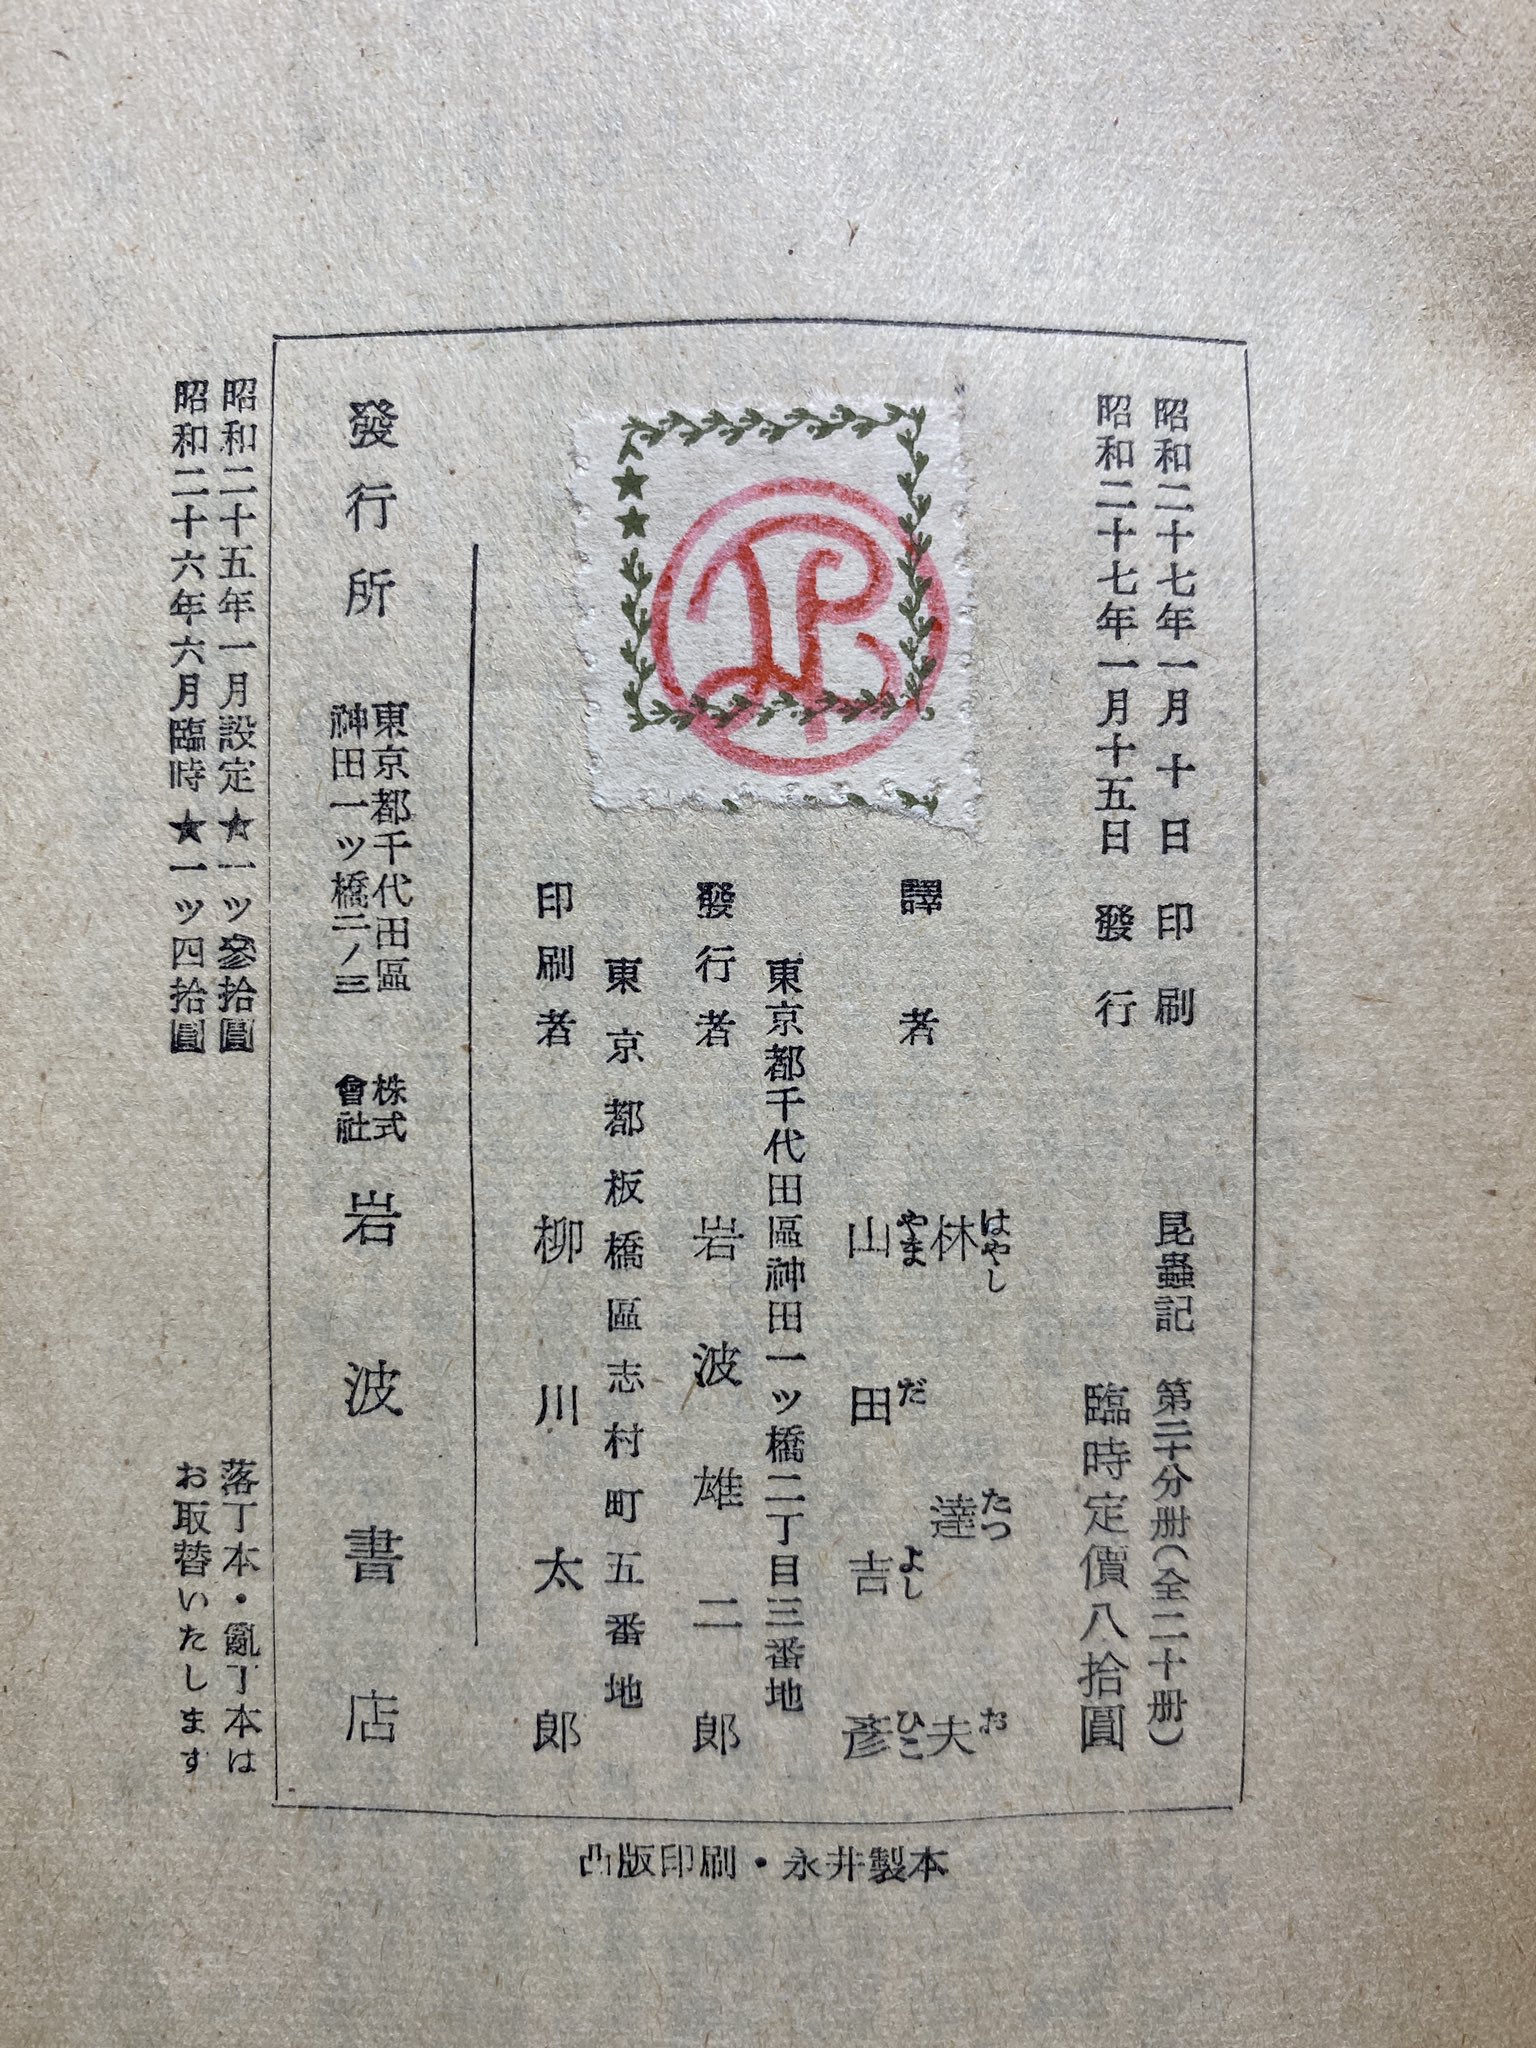 昭和二十七年一月十日印刷
昭和二十七年一月十五日發行
昆蟲記 第二十分冊(全二十冊)
臨時定價八拾圓
譯者
林達夫
はやしたつお
山田吉彥
やまだよしひこ
東京都千代田區神田一ツ橋二丁目三番地
發行者 岩波雄二郎
東京都板橋區志村町五番地
印刷者 柳川太郎
發行所
東京都千代田區
神田一ツ橋二ノ三
株式
會社
岩波書店
昭和二十五年一月設定★一ツ參拾圓
昭和二十六年六月臨時★一ツ四拾圓
落丁本・亂丁本は
お取替いたします
凸版印刷・永井製本